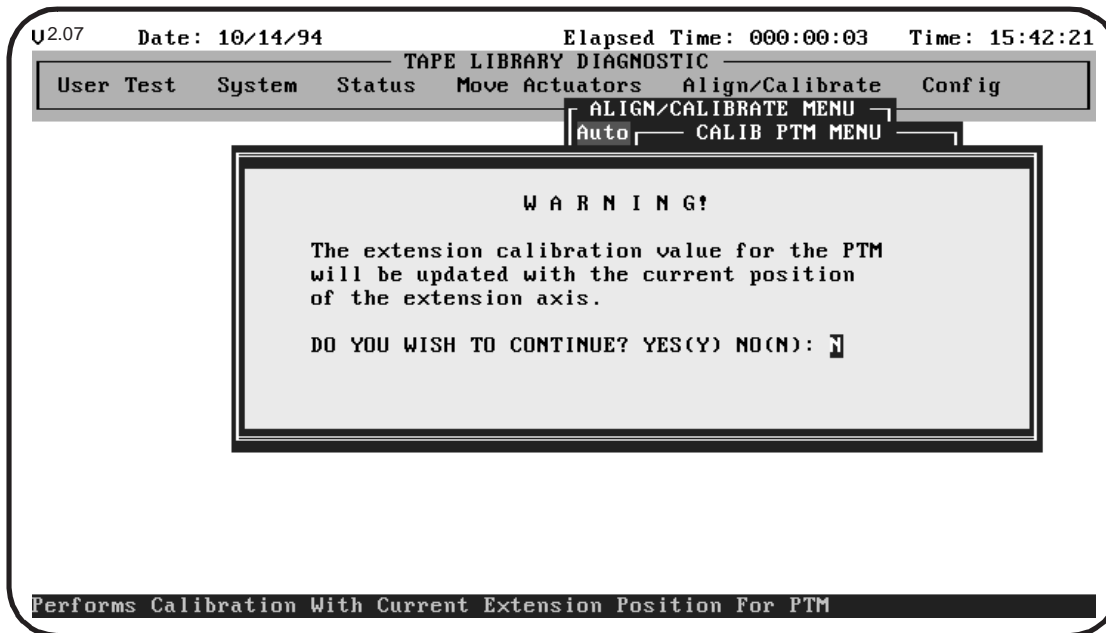 V2.07 Date: 10/14/94 Elapsed Time: 000:00:03 Time: 15:42:21
TAPE LIBRARY DIAGNOSTIC
User Test System Status Move Actuators Align/Calibrate Config
ALIGN/CALIBRATE MENU
Auto CALIB PTM MENU
W A R N I N G!
The extension calibration value for the PTM
will be updated with the current position
of the extension axis.
DO YOU WISH TO CONTINUE? YES(Y) NO(N): N
Performs Calibration With Current Extension Position For PTM